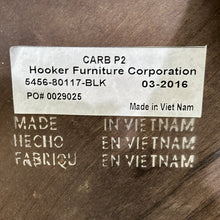 CARB P2
Hooker Furniture Corporation
5456-80117-BLK 03-2016
PO# 0029025 Made in Viet Nam
MADE IN VIETNAM
HECHO EN VIETNAM
FABRIQU EN VIETNAM